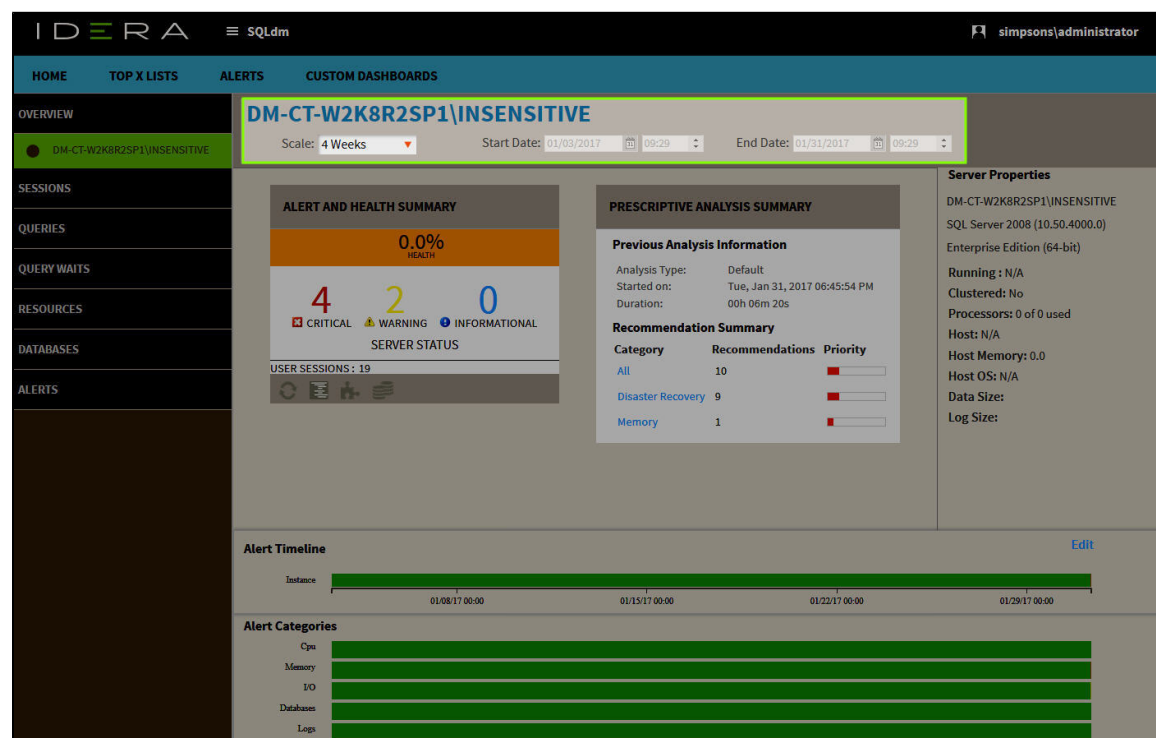 IDERA
SQLdm
simpsons\administrator
HOME TOP X LISTS ALERTS CUSTOM DASHBOARDS
OVERVIEW
DM-CT-W2K8R2SP1\INSENSITIVE
SESSIONS
QUERIES
QUERY WAITS
RESOURCES
DATABASES
ALERTS
DM-CT-W2K8R2SP1\INSENSITIVE
Scale: 4 Weeks Start Date: 01/03/2017 09:29 End Date: 01/31/2017 09:29
ALERT AND HEALTH SUMMARY
0.0%
HEALTH
4 2 0
CRITICAL WARNING INFORMATIONAL
SERVER STATUS
USER SESSIONS : 19
PRESCRIPTIVE ANALYSIS SUMMARY
Previous Analysis Information
Analysis Type: Default
Started on: Tue, Jan 31, 2017 06:45:54 PM
Duration: 00h 06m 20s
Recommendation Summary
Category Recommendations Priority
All 10
Disaster Recovery 9
Memory 1
Server Properties
DM-CT-W2K8R2SP1\INSENSITIVE
SQL Server 2008 (10.50.4000.0)
Enterprise Edition (64-bit)
Running : N/A
Clustered: No
Processors: 0 of 0 used
Host: N/A
Host Memory: 0.0
Host OS: N/A
Data Size:
Log Size:
Alert Timeline
Edit
Instance
01/08/17 00:00 01/15/17 00:00 01/22/17 00:00 01/29/17 00:00
Alert Categories
Cpu
Memory
I/O
Databases
Logs